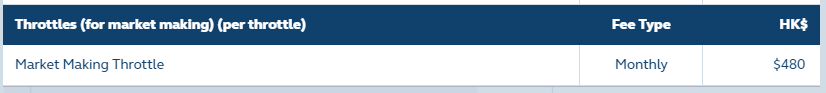 Throttles (for market making) (per throttle) Fee Type HK$
Market Making Throttle Monthly $480